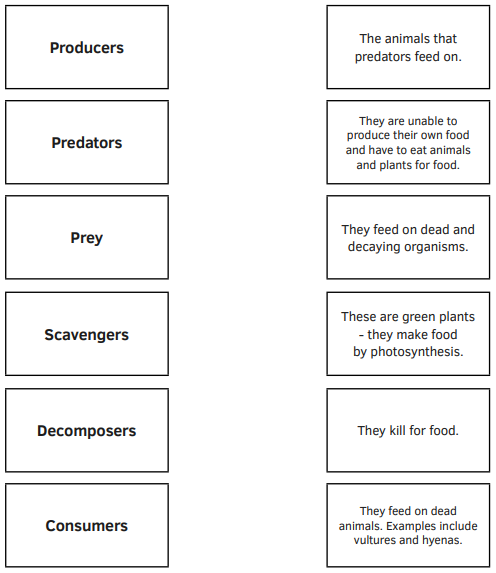 Producers
The animals that
predators feed on.
Predators
They are unable to
produce their own food
and have to eat animals
and plants for food.
Prey
They feed on dead and
decaying organisms.
Scavengers
These are green plants
- they make food
by photosynthesis.
Decomposers
They kill for food.
Consumers
They feed on dead
animals. Examples include
vultures and hyenas.